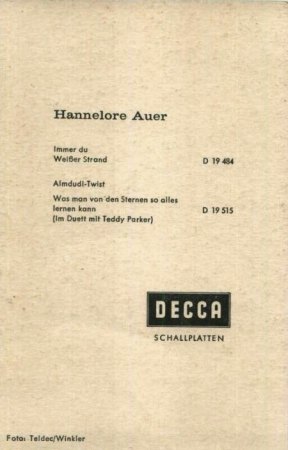 Hannelore Auer
Immer du
Weißer Strand D 19 484
Almdudl-Twist
Was man von den Sternen so alles
lernen kann D 19 515
(Im Duett mit Teddy Parker)
DECCA
SCHALLPLATTEN
Foto: Teldec/Winkler